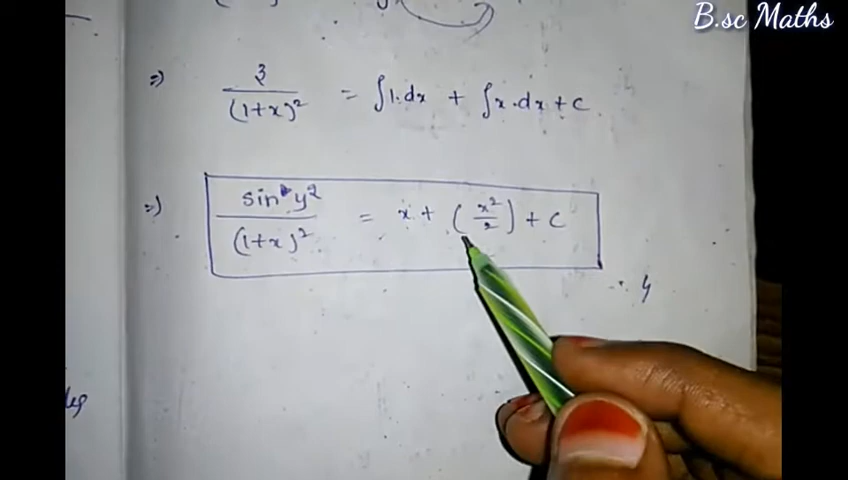 B.sc Maths
⇒) 3/(1+x)² = ∫1.dx + ∫x.dx + c
⇒) sin y²/(1+x)² = x + (x²/2) + c